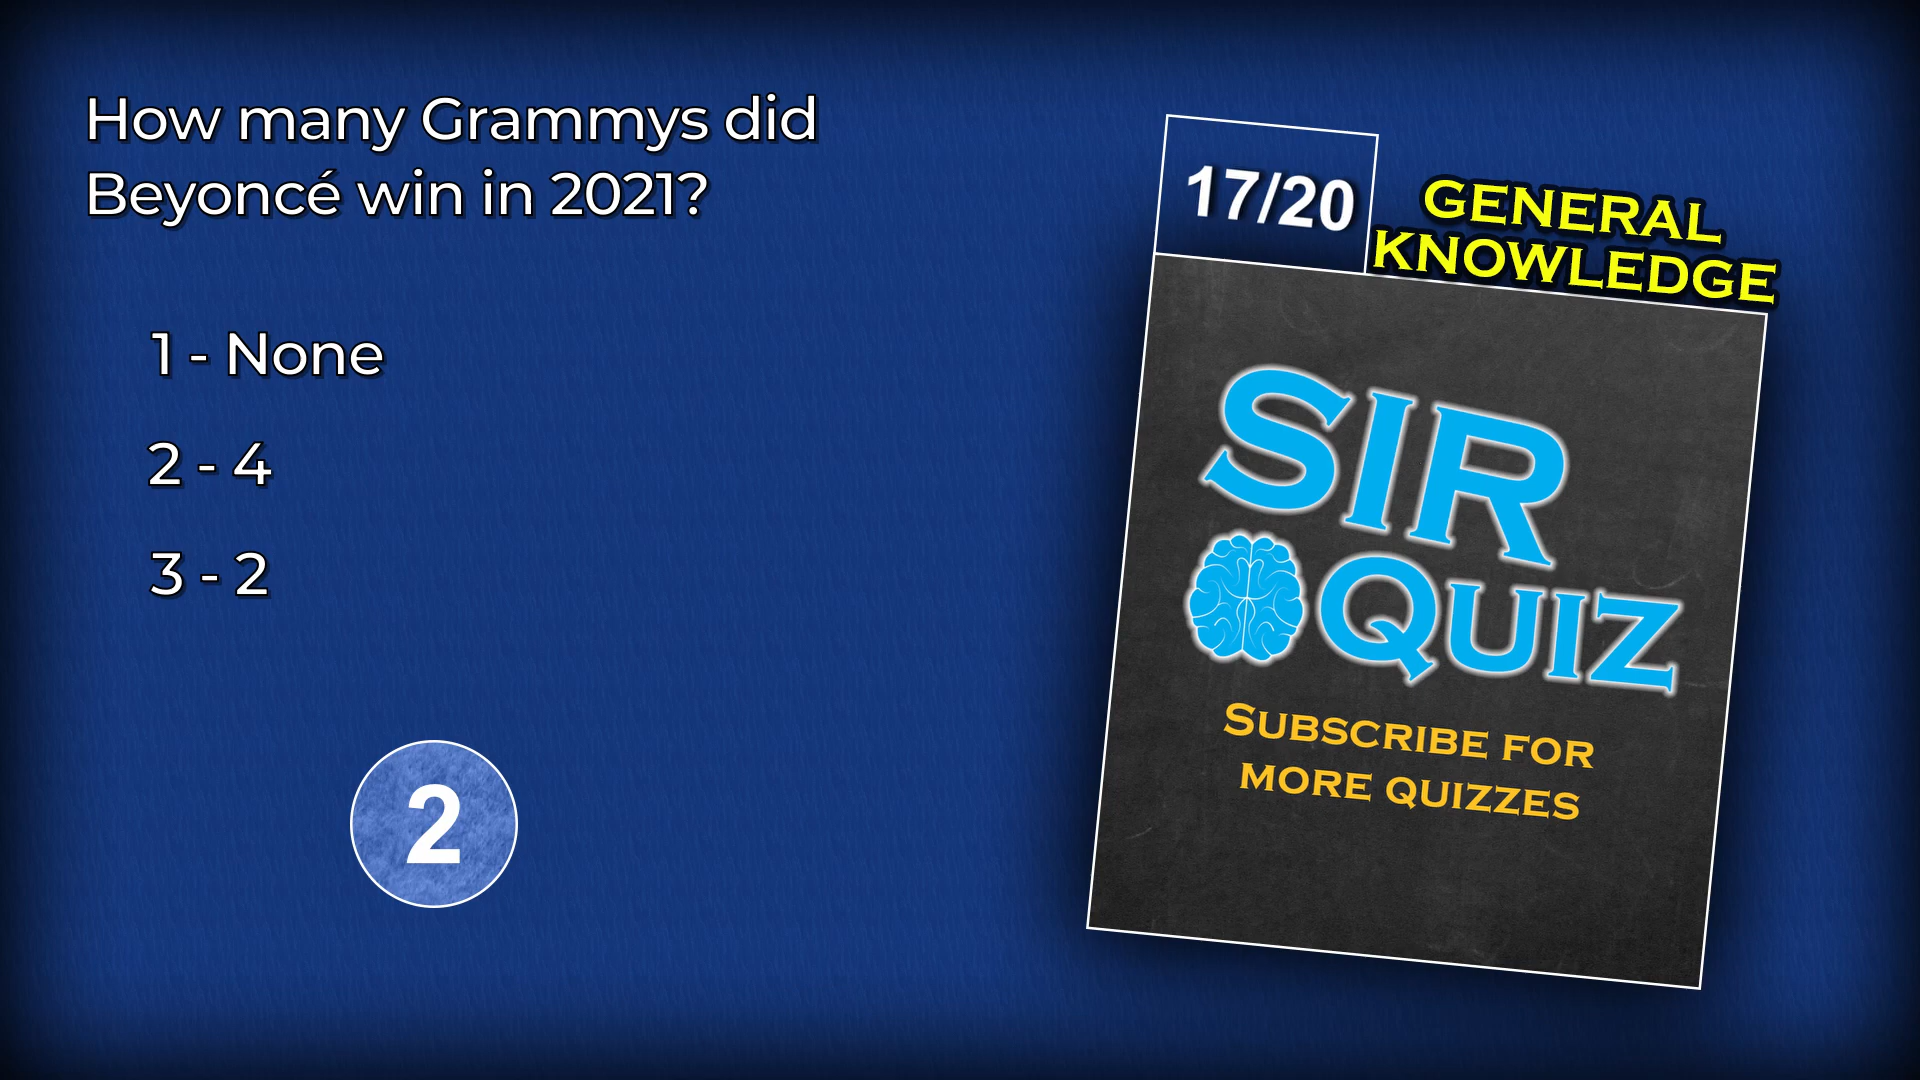 How many Grammys did
Beyoncé win in 2021?
1 - None
2 - 4
3 - 2
2
17/20
GENERAL
KNOWLEDGE
SIR
QUIZ
SUBSCRIBE FOR
MORE QUIZZES